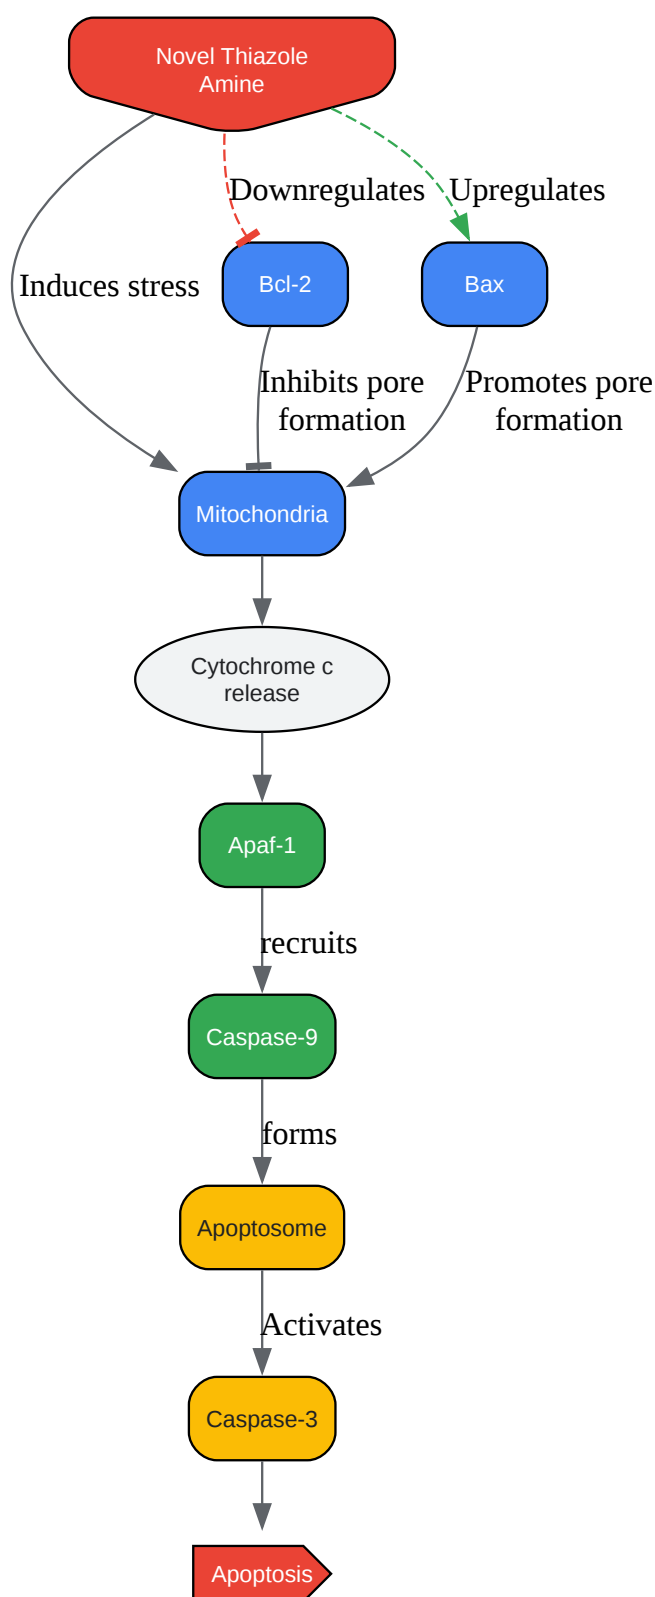 Novel Thiazole
Amine
Downregulates
Upregulates
Induces stress
Bcl-2
Bax
Inhibits pore
formation
Promotes pore
formation
Mitochondria
Cytochrome c
release
Apaf-1
recruits
Caspase-9
forms
Apoptosome
Activates
Caspase-3
Apoptosis